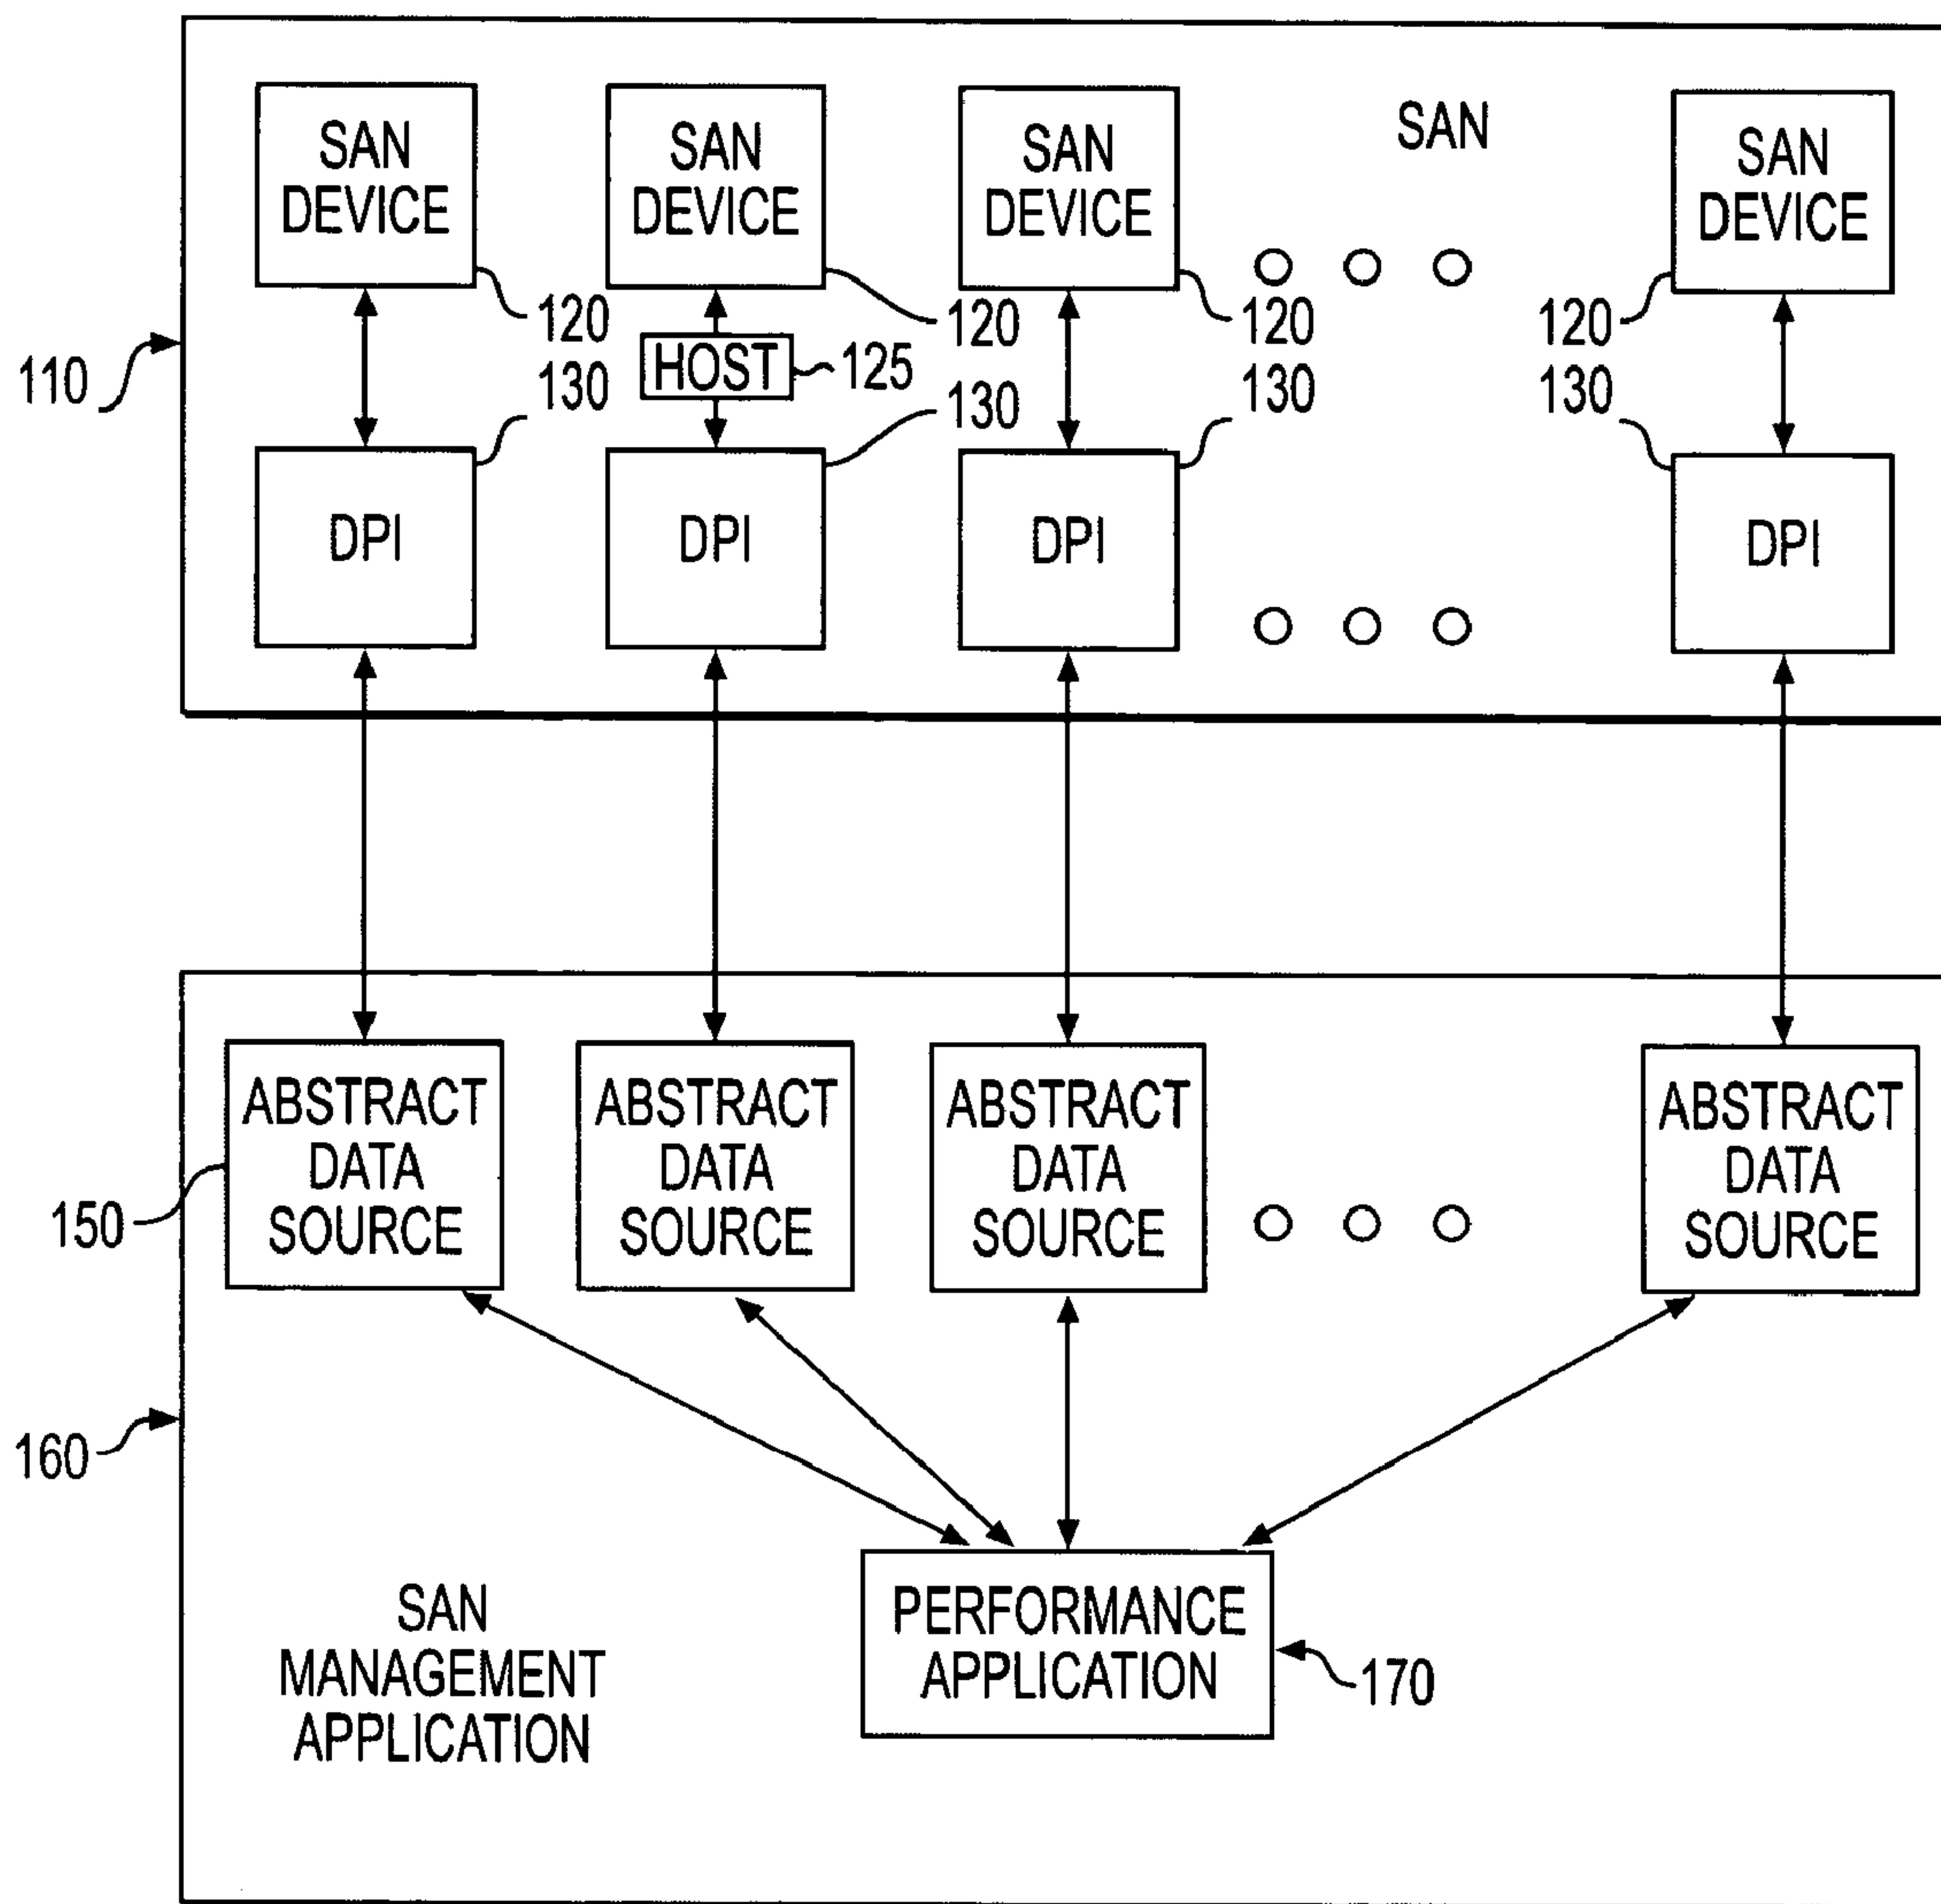 SAN
DEVICE
SAN
DEVICE
SAN
DEVICE
SAN
SAN
DEVICE
120
120
120
120
110
HOST
125
130
130
130
130
DPI
DPI
DPI
DPI
ABSTRACT
DATA
SOURCE
ABSTRACT
DATA
SOURCE
ABSTRACT
DATA
SOURCE
ABSTRACT
DATA
SOURCE
150
160
SAN
MANAGEMENT
APPLICATION
PERFORMANCE
APPLICATION
170